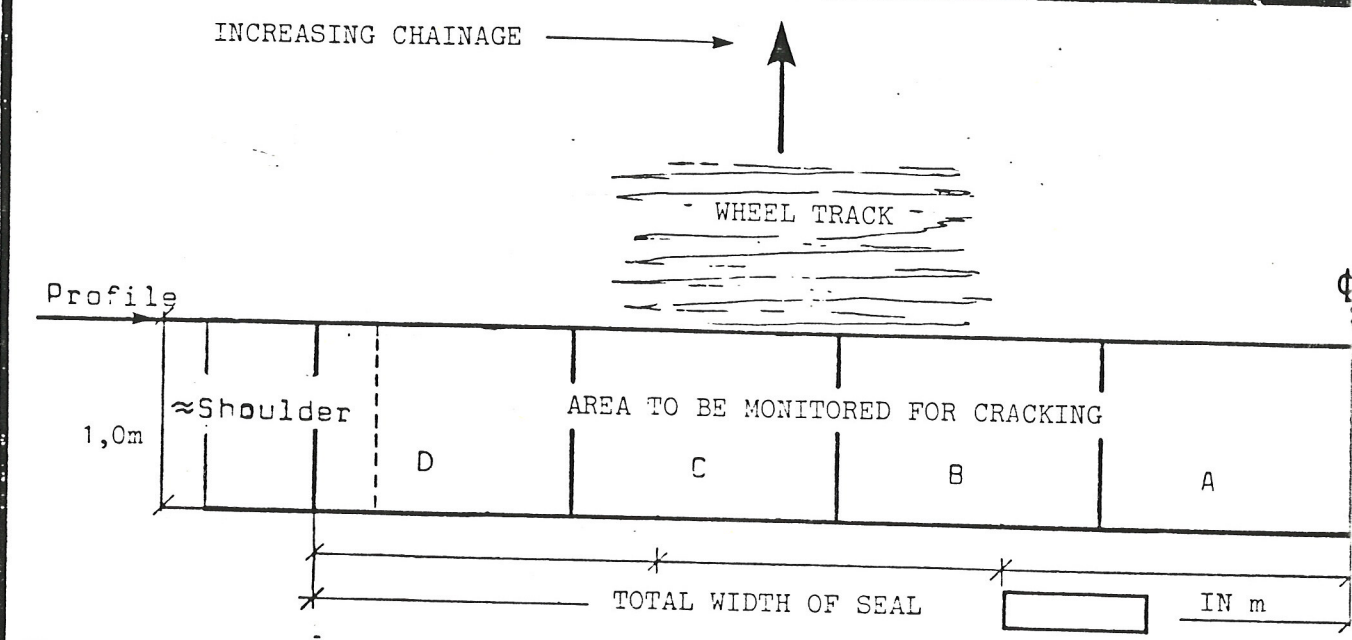 INCREASING CHAINAGE
- WHEEL TRACK -
℄
Profile
≈Shoulder
AREA TO BE MONITORED FOR CRACKING
1,0m
D
C
B
A
TOTAL WIDTH OF SEAL
IN m